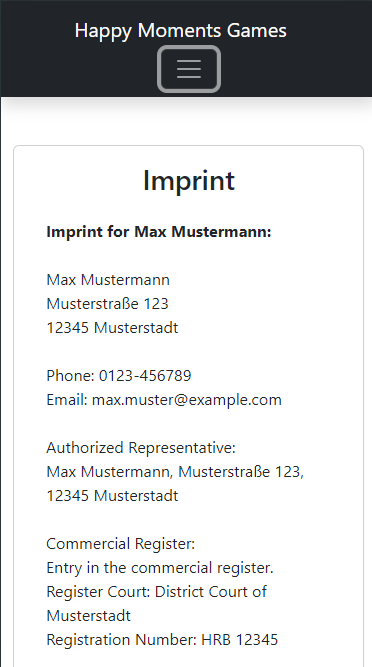 Happy Moments Games
Imprint
Imprint for Max Mustermann:
Max Mustermann
Musterstraße 123
12345 Musterstadt
Phone: 0123-456789
Email: max.muster@example.com
Authorized Representative:
Max Mustermann, Musterstraße 123,
12345 Musterstadt
Commercial Register:
Entry in the commercial register.
Register Court: District Court of
Musterstadt
Registration Number: HRB 12345